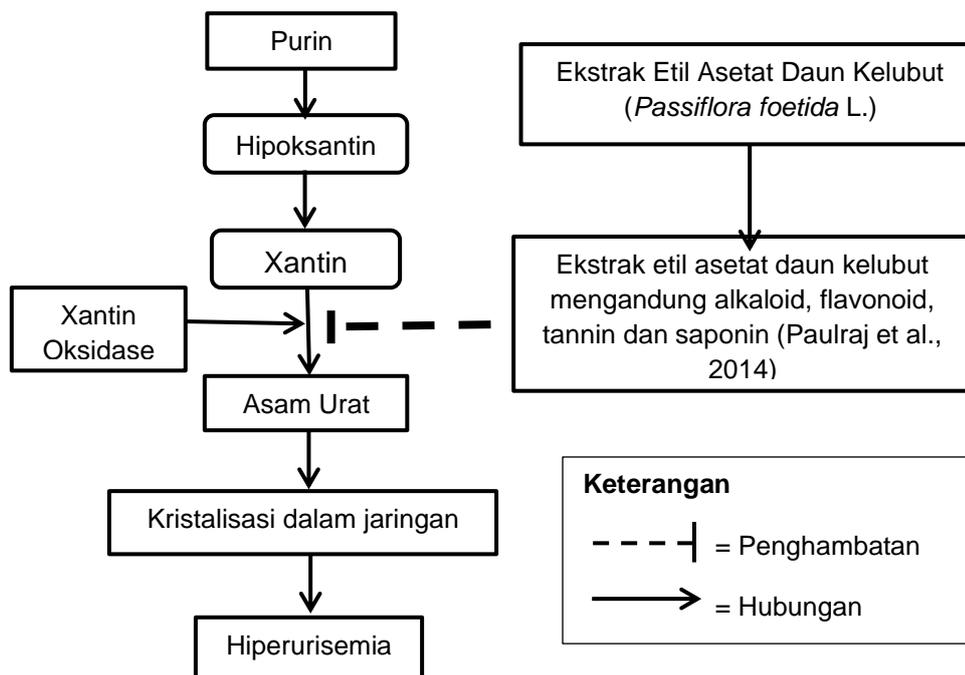 Purin
Hipoksantin
Xantin
Xantin
Oksidase
Asam Urat
Kristalisasi dalam jaringan
Hiperurisemia
Ekstrak Etil Asetat Daun Kelubut
(Passiflora foetida L.)
Ekstrak etil asetat daun kelubut
mengandung alkaloid, flavonoid,
tannin dan saponin (Paulraj et al.,
2014)
Keterangan
= Penghambatan
= Hubungan